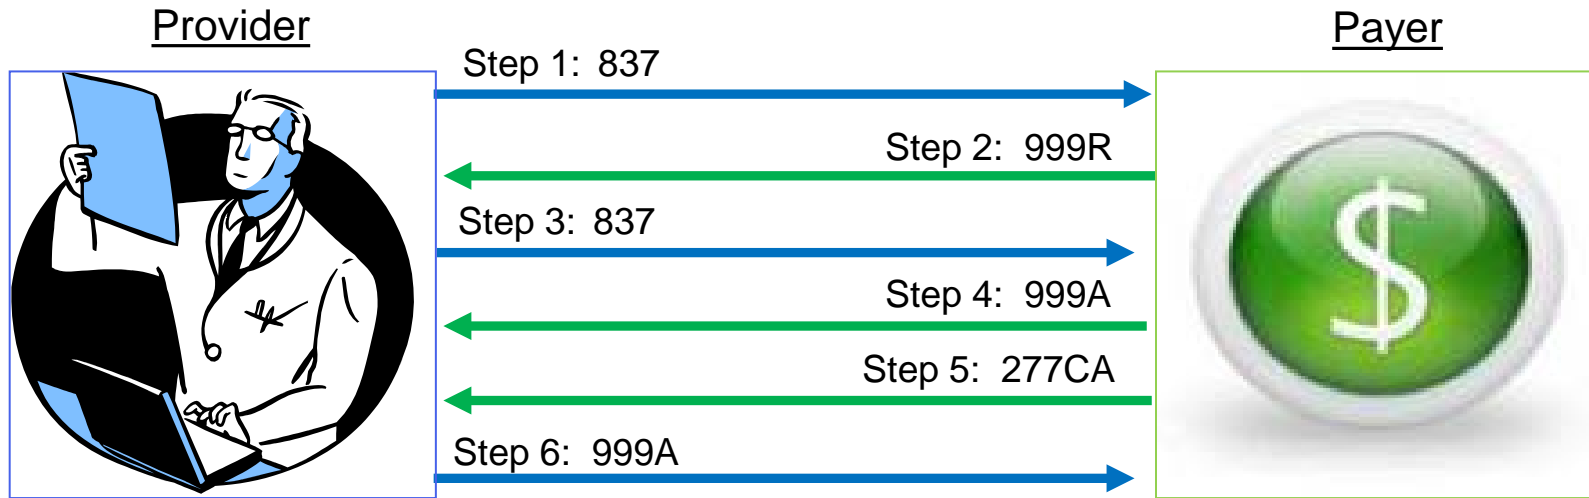 Provider
Payer
Step 1: 837
Step 2: 999R
Step 3: 837
Step 4: 999A
Step 5: 277CA
Step 6: 999A
$